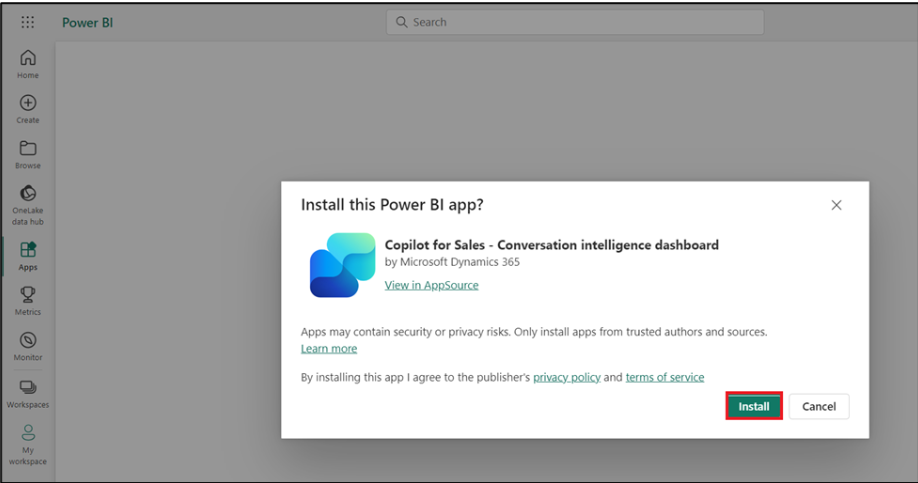 Power BI
Search
Home
Create
Browse
OneLake
data hub
Apps
Metrics
Monitor
Workspaces
My
workspace
Install this Power BI app?
Copilot for Sales - Conversation intelligence dashboard
by Microsoft Dynamics 365
View in AppSource
Apps may contain security or privacy risks. Only install apps from trusted authors and sources.
Learn more
By installing this app I agree to the publisher's privacy policy and terms of service
Install
Cancel